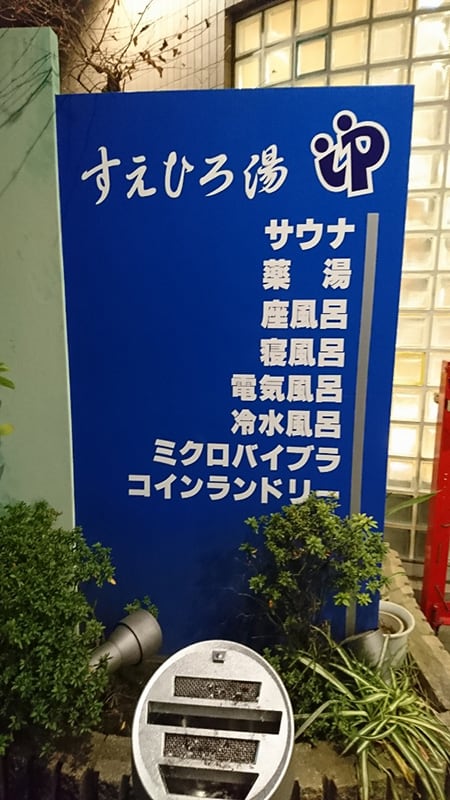 すえひろ湯
サウナ
薬 湯
座風呂
寝風呂
電気風呂
冷水風呂
ミクロバイブラ
コインランドリー